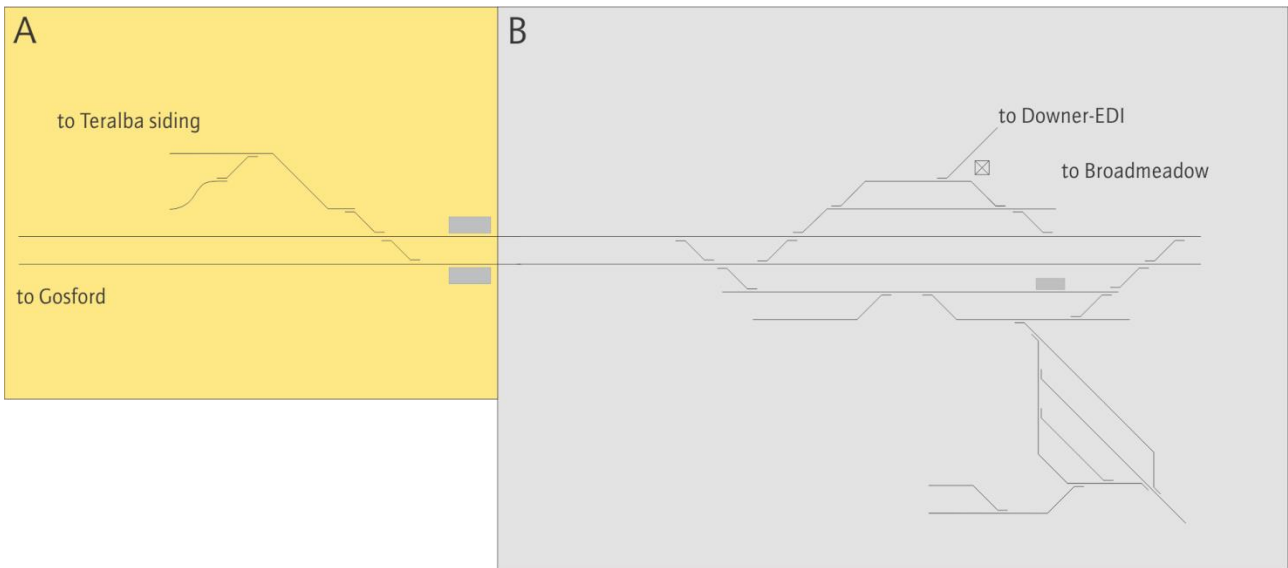 A
B
to Teralba siding
to Downer-EDI
to Broadmeadow
to Gosford